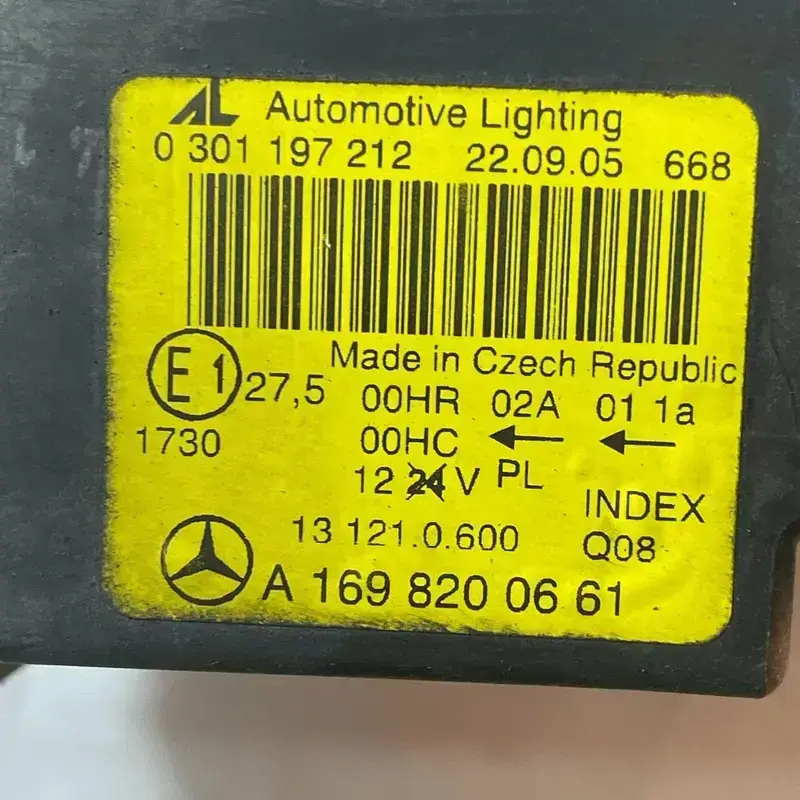 AL Automotive Lighting
0 301 197 212 22.09.05 668
Made in Czech Republic
E1 27,5 00HR 02A 01 1a
1730 00HC ← ←
12 24 V PL
INDEX
13 121.0.600 Q08
A 169 820 06 61